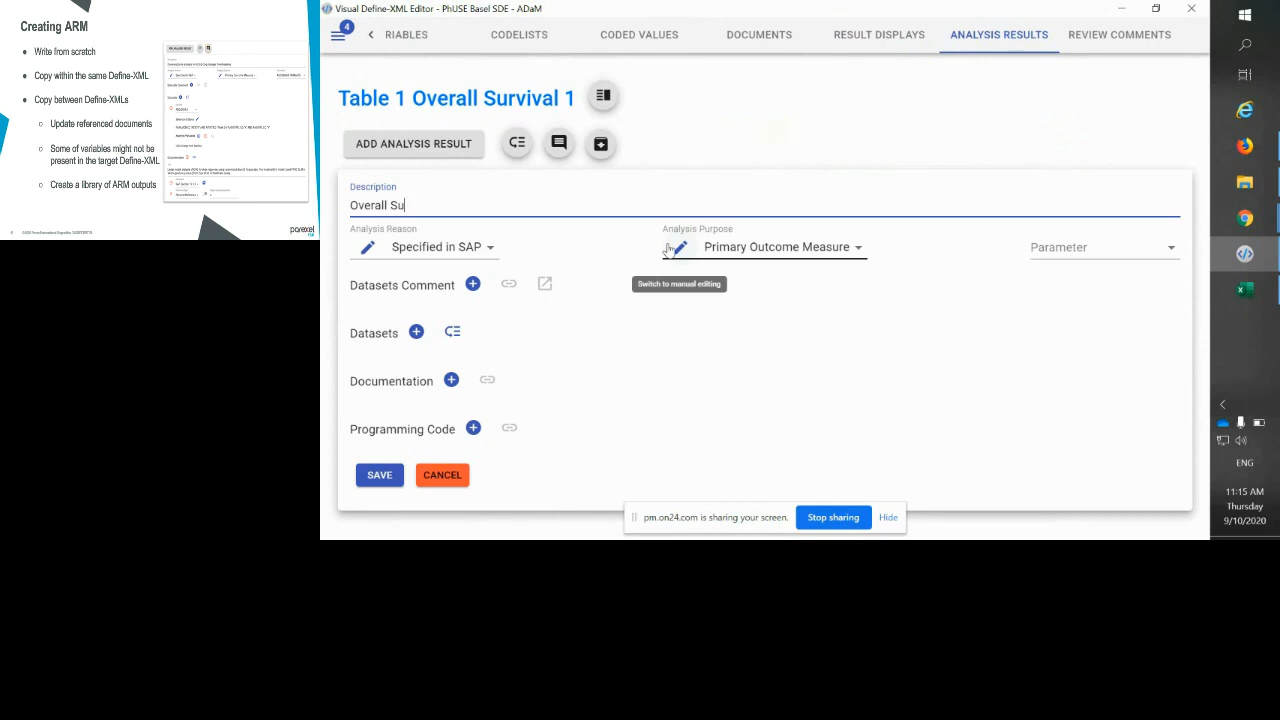 Creating ARM
Write from scratch
Copy within the same Define-XML
Copy between Define-XMLs
Update referenced documents
Some of variables might not be
present in the target Define-XML
Create a library of ARM outputs
parexel
Visual Define-XML Editor - PhUSE Basel SDE - ADaM
4
RIABLES
CODELISTS
CODED VALUES
DOCUMENTS
RESULT DISPLAYS
ANALYSIS RESULTS
REVIEW COMMENTS
Table 1 Overall Survival 1
ADD ANALYSIS RESULT
Description
Overall Su
Analysis Reason
Specified in SAP
Analysis Purpose
Primary Outcome Measure
Parameter
Switch to manual editing
Datasets Comment
Datasets
Documentation
Programming Code
SAVE
CANCEL
pm.on24.com is sharing your screen.
Stop sharing
Hide
ENG
11:15 AM
Thursday
9/10/2020